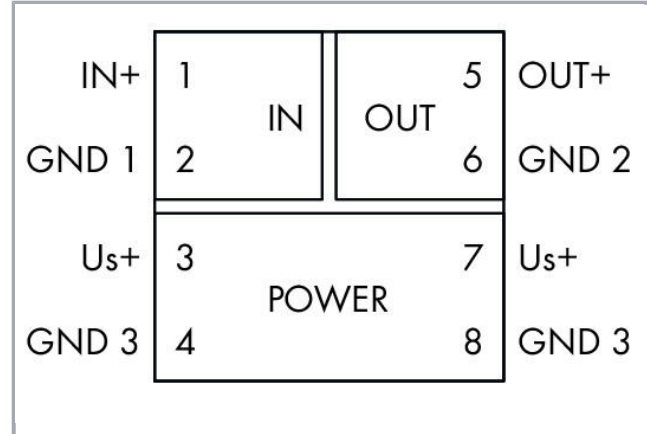 IN+ 1 5 OUT+
IN OUT
GND 1 2 6 GND 2
Us+ 3 7 Us+
POWER
GND 3 4 8 GND 3